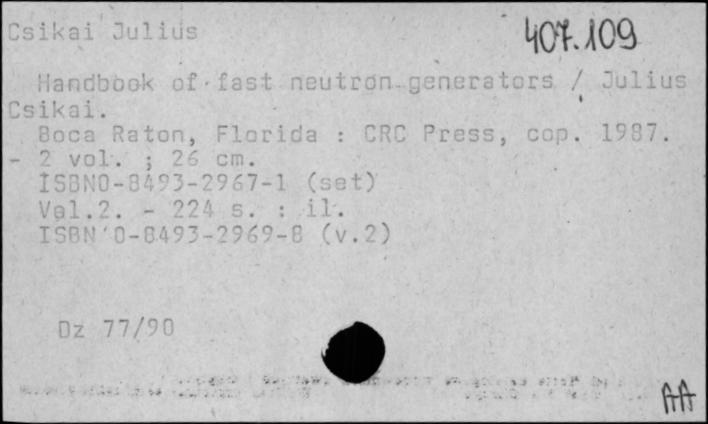 Csikai Julius
407.109
Handbook of fast neutron generators / Julius
Csikai.
Boca Raton, Florida : CRC Press, cop. 1987.
- 2 vol. ; 26 cm.
ISBN0-8493-2967-1 (set)
Vol.2. - 224 s. : il.
ISBN 0-8493-2969-8 (v.2)
Dz 77/90
AA